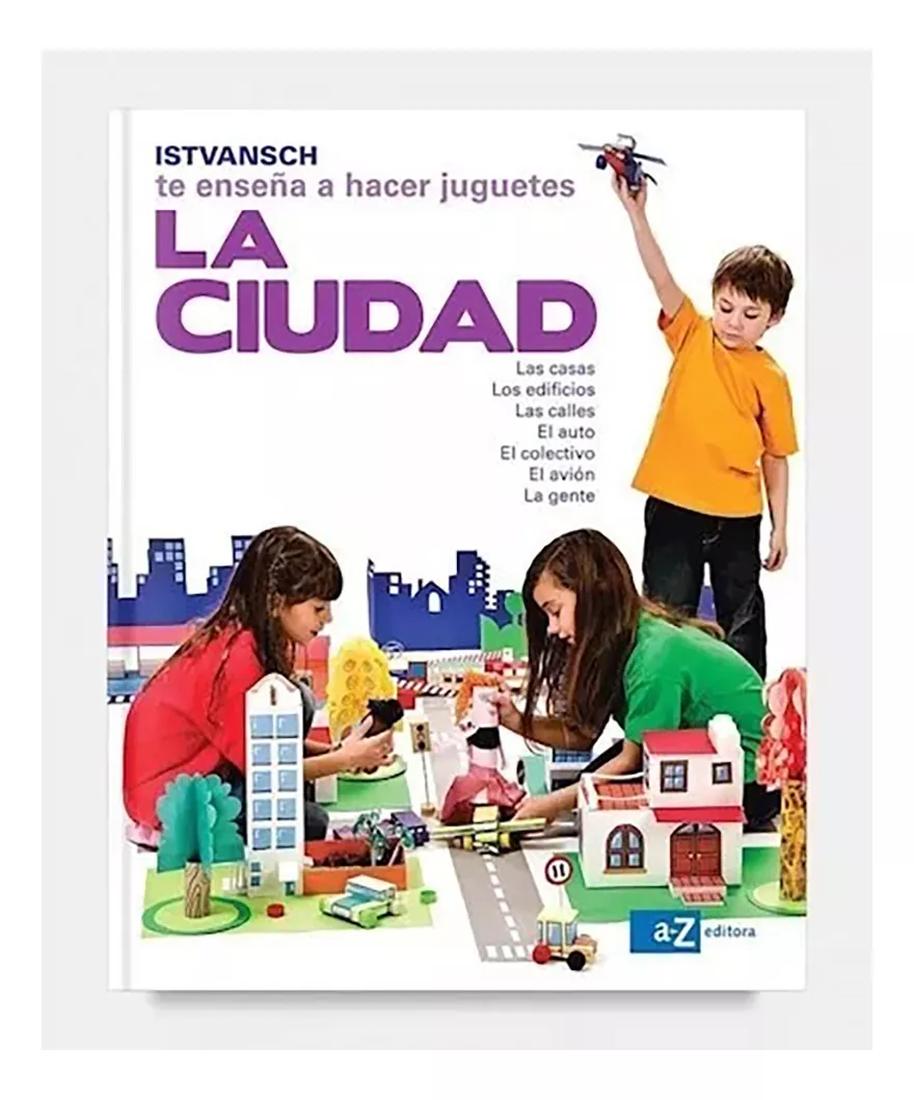 ISTVANSCH
te enseña a hacer juguetes
LA
CIUDAD
Las casas
Los edificios
Las calles
El auto
El colectivo
El avión
La gente
a-Z editora